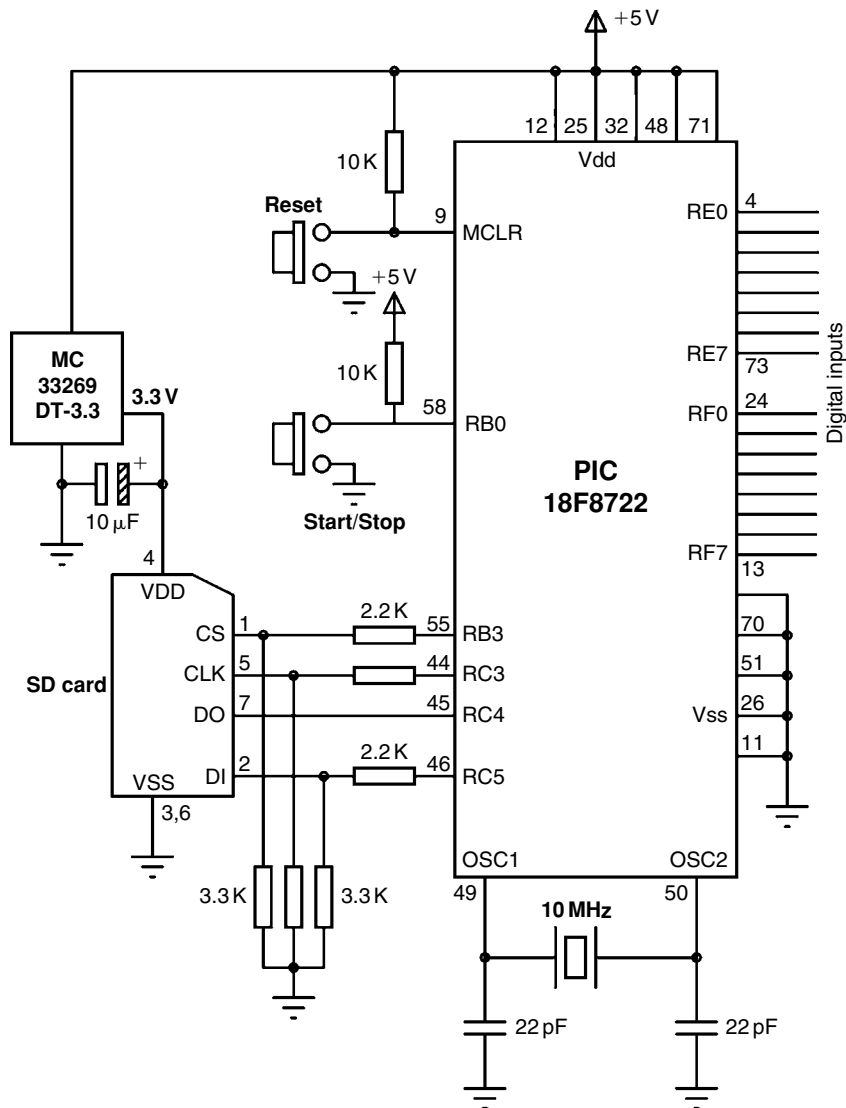 +5 V
12 25 32 48 71
Vdd
10 K
Reset
9
MCLR
RE0
4
+5 V
MC
33269
DT-3.3
3.3 V
10 K
RE7
73
58
RB0
RF0
24
Digital inputs
+
10 μF
Start/Stop
PIC
18F8722
RF7
13
4
VDD
CS
1
2.2 K
55
RB3
70
CLK
5
44
RC3
51
SD card
DO
7
45
RC4
Vss
26
DI
2
2.2 K
46
RC5
11
VSS
3,6
OSC1
OSC2
3.3 K
3.3 K
49
10 MHz
50
22 pF
22 pF